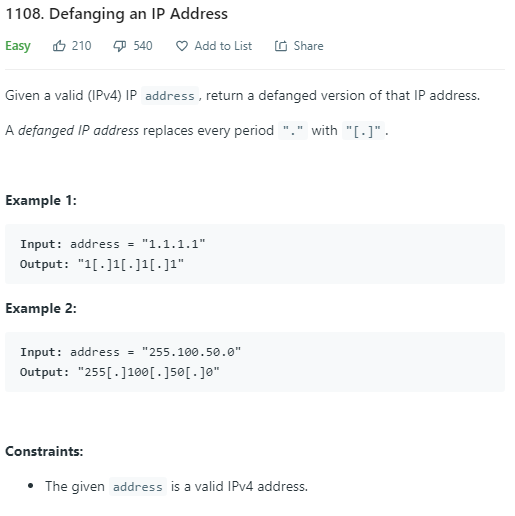 1108. Defanging an IP Address
Easy 210 540 Add to List Share
Given a valid (IPv4) IP address, return a defanged version of that IP address.
A defanged IP address replaces every period "." with "[.]".
Example 1:
Input: address = "1.1.1.1"
Output: "1[.]1[.]1[.]1"
Example 2:
Input: address = "255.100.50.0"
Output: "255[.]100[.]50[.]0"
Constraints:
• The given address is a valid IPv4 address.